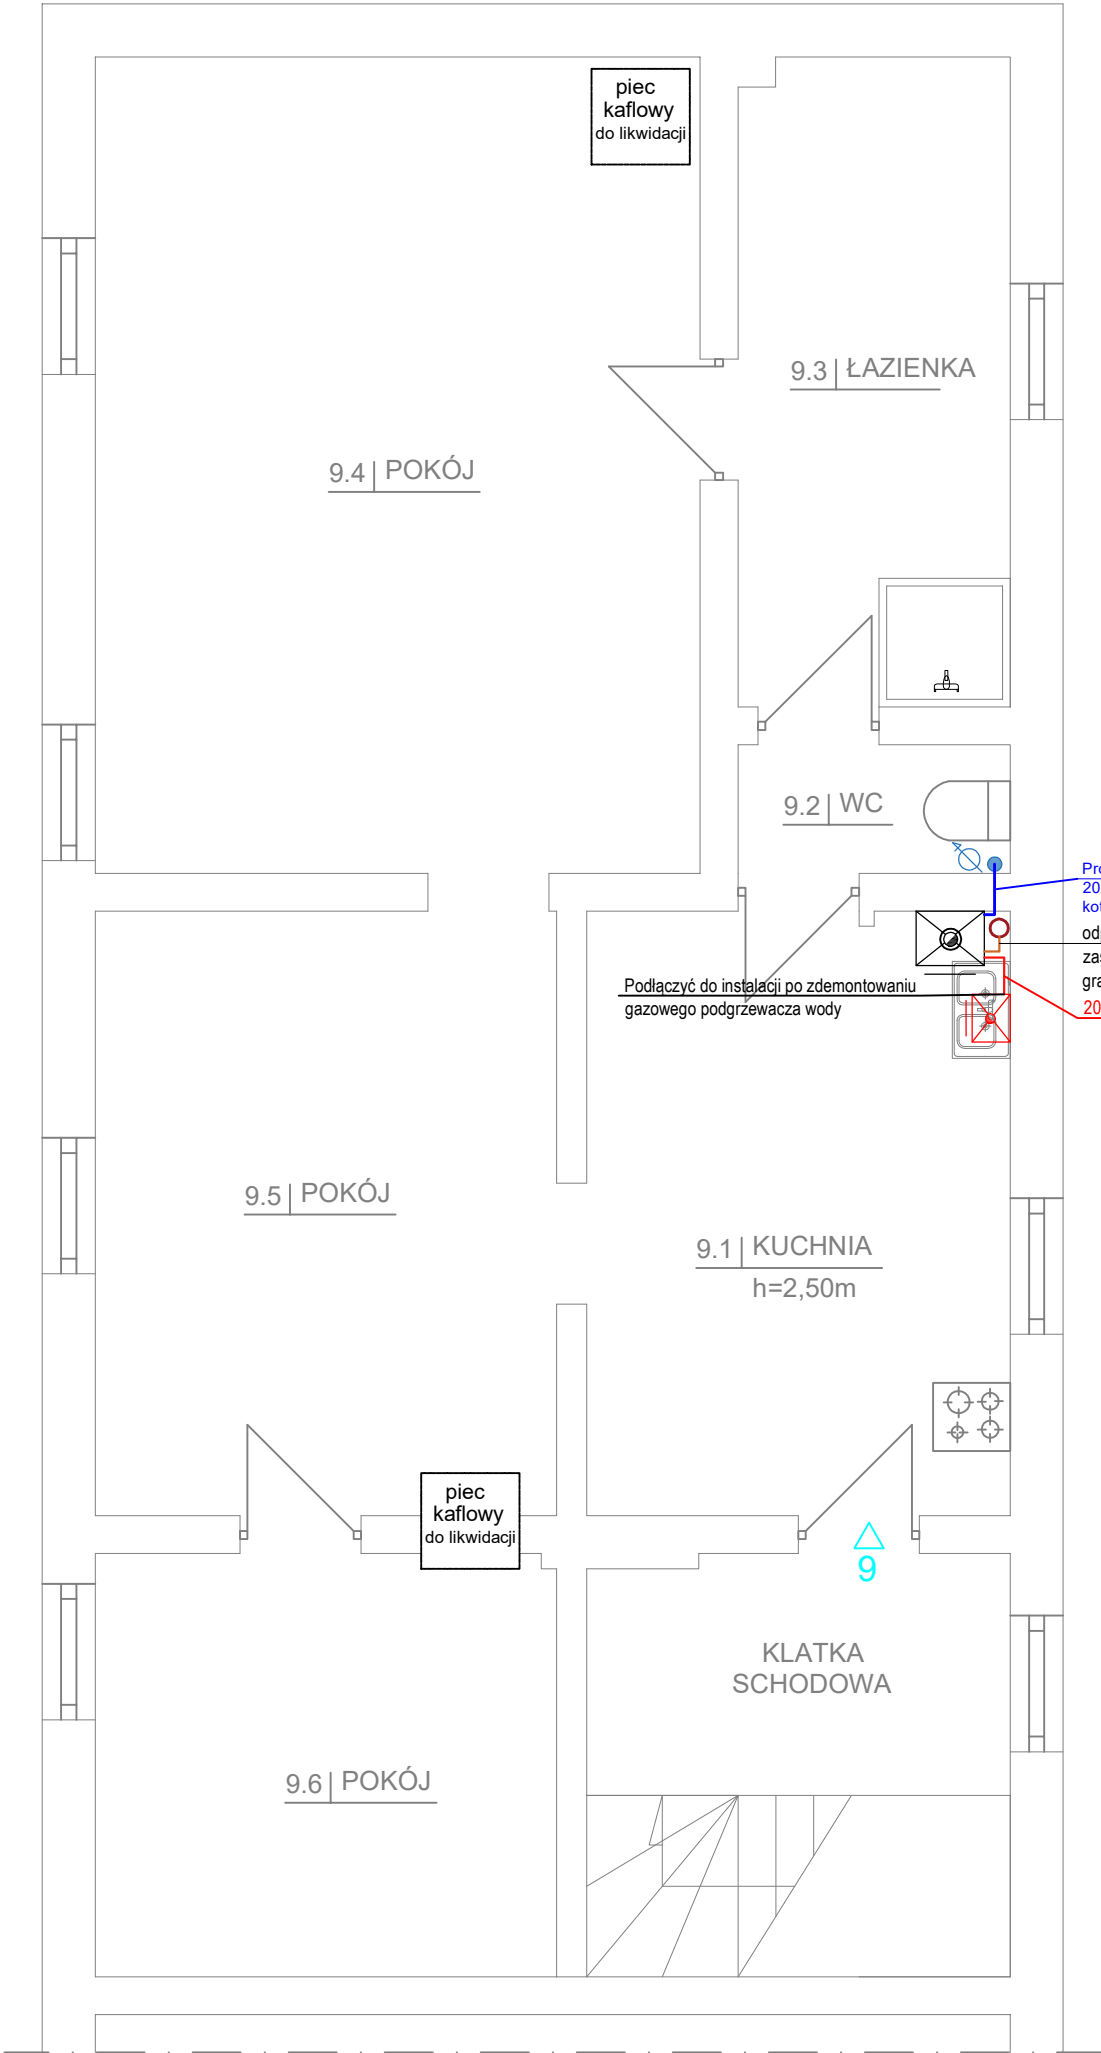 piec
kaflowy
do likwidacji
9.3 ŁAZIENKA
9.4 POKÓJ
9.2 WC
20
Podłączyć do instalacji po zdemontowaniu
gazowego podgrzewacza wody
20
9.5 POKÓJ
9.1 KUCHNIA
h=2,50m
piec
kaflowy
do likwidacji
9
KLATKA
SCHODOWA
9.6 POKÓJ